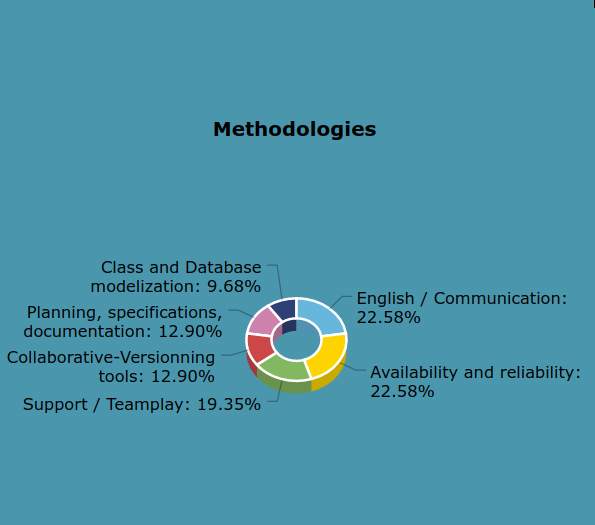 Methodologies
Class and Database
modelization: 9.68%
Planning, specifications,
documentation: 12.90%
Collaborative-Versionning
tools: 12.90%
Support / Teamplay: 19.35%
English / Communication:
22.58%
Availability and reliability:
22.58%